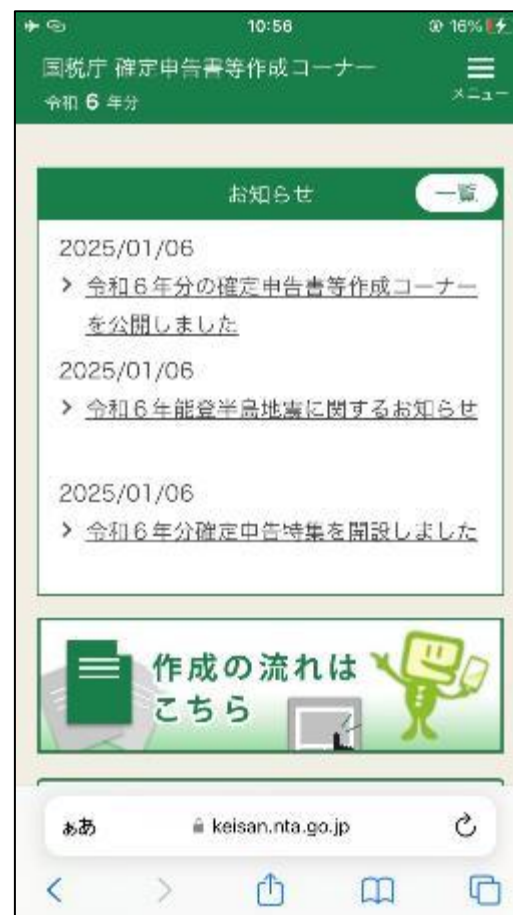 10:56
16%
国税庁 確定申告書等作成コーナー
令和 6 年分
メニュー
お知らせ
一覧
2025/01/06
> 令和6年分の確定申告書等作成コーナー
を公開しました
2025/01/06
> 令和6年能登半島地震に関するお知らせ
2025/01/06
> 令和6年分確定申告特集を開設しました
作成の流れは
こちら
ぁあ
keisan.nta.go.jp